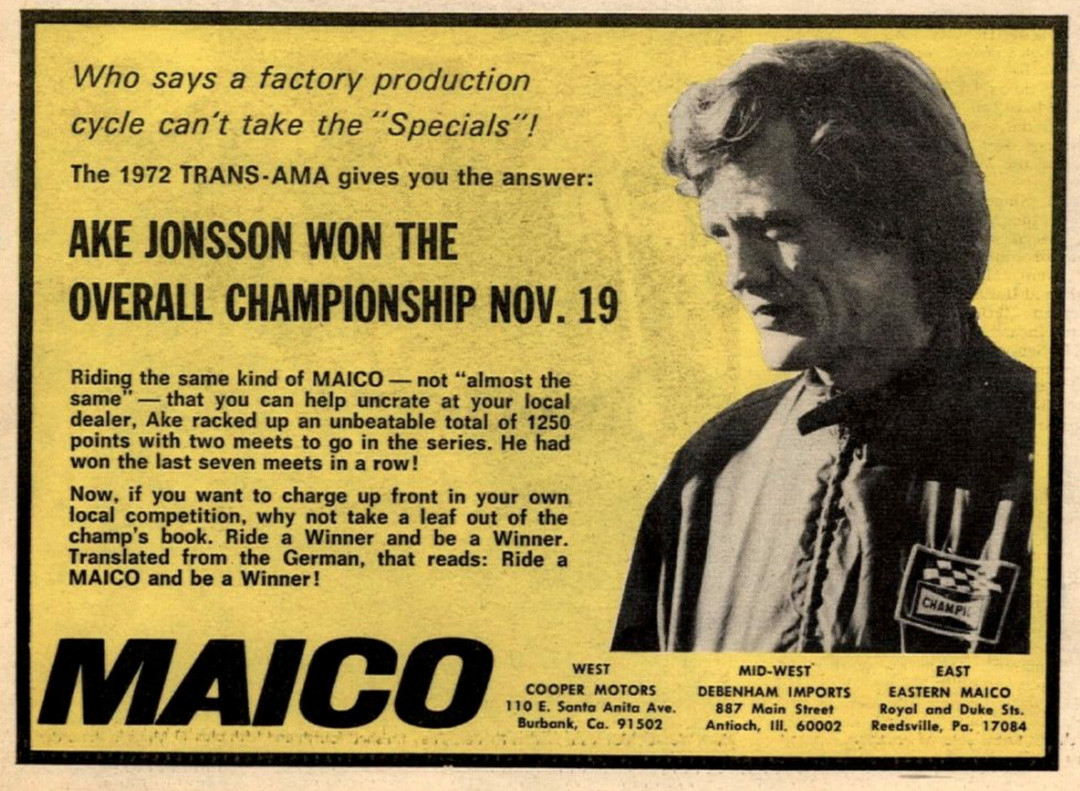 Who says a factory production
cycle can't take the "Specials"!
The 1972 TRANS-AMA gives you the answer:
AKE JONSSON WON THE
OVERALL CHAMPIONSHIP NOV. 19
Riding the same kind of MAICO — not "almost the
same" — that you can help uncrate at your local
dealer, Ake racked up an unbeatable total of 1250
points with two meets to go in the series. He had
won the last seven meets in a row!
Now, if you want to charge up front in your own
local competition, why not take a leaf out of the
champ's book. Ride a Winner and be a Winner.
Translated from the German, that reads: Ride a
MAICO and be a Winner!
CHAMPI
MAICO
WEST
COOPER MOTORS
110 E. Santa Anita Ave.
Burbank, Ca. 91502
MID-WEST
DEBENHAM IMPORTS
887 Main Street
Antioch, Ill. 60002
EAST
EASTERN MAICO
Royal and Duke Sts.
Reedsville, Pa. 17084